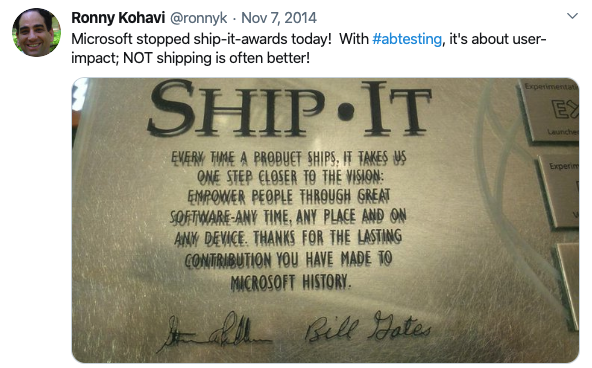 Ronny Kohavi @ronnyk · Nov 7, 2014
Microsoft stopped ship-it-awards today!  With #abtesting, it's about user-
impact; NOT shipping is often better!
SHIP•IT
EVERY TIME A PRODUCT SHIPS, IT TAKES US
ONE STEP CLOSER TO THE VISION:
EMPOWER PEOPLE THROUGH GREAT
SOFTWARE-ANY TIME, ANY PLACE AND ON
ANY DEVICE. THANKS FOR THE LASTING
CONTRIBUTION YOU HAVE MADE TO
MICROSOFT HISTORY.
Bill Gates
Experimentati
EX
Launche
Experim